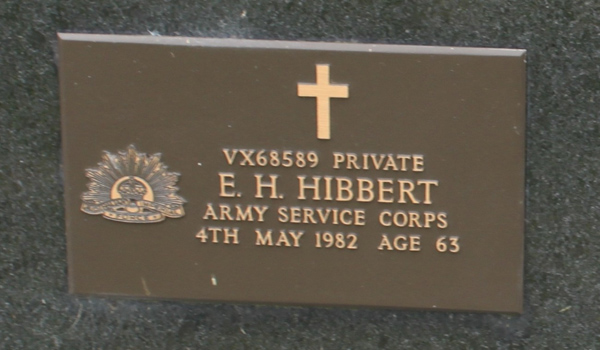 VX68589 PRIVATE
E. H. HIBBERT
ARMY SERVICE CORPS
4TH MAY 1982 AGE 63